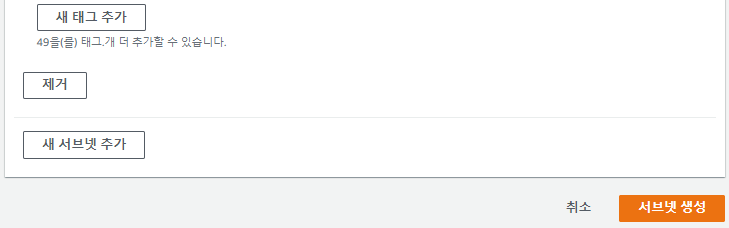 새 태그 추가
49을(를) 태그.개 더 추가할 수 있습니다.
제거
새 서브넷 추가
취소
서브넷 생성